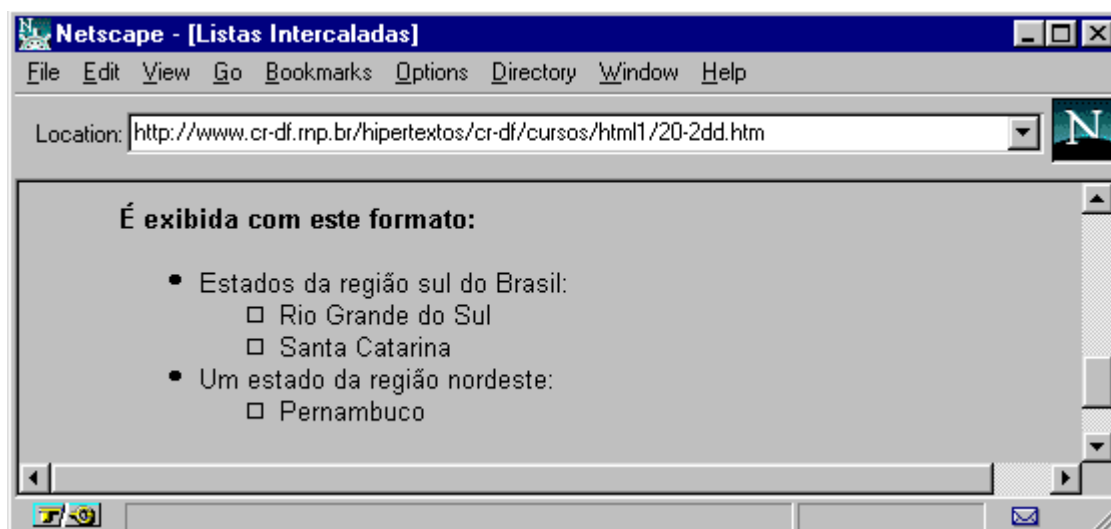 Netscape - [Listas Intercaladas]
File Edit View Go Bookmarks Options Directory Window Help
Location: http://www.cr-df.rnp.br/hipertextos/cr-df/cursos/html1/20-2dd.htm
N
É exibida com este formato:
Estados da região sul do Brasil:
Rio Grande do Sul
Santa Catarina
Um estado da região nordeste:
Pernambuco